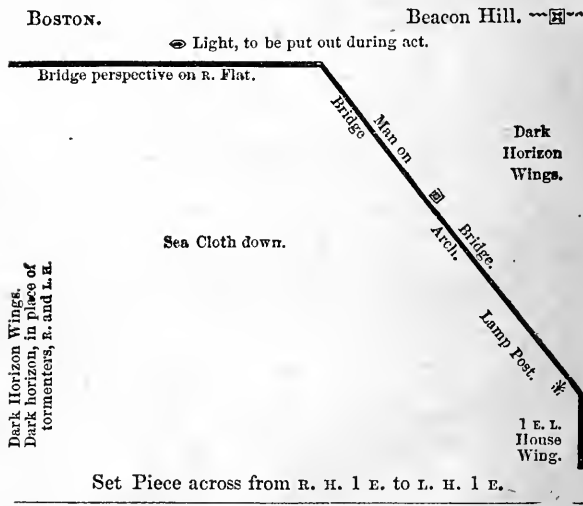 BOSTON.
Beacon Hill.
Light, to be put out during act.
Bridge perspective on R. Flat.
Man on Bridge.
Bridge Arch.
Dark
Horizon
Wings.
Sea Cloth down.
Dark Horizon Wings.
Dark horizon, in place of
tormenters, R. and L. H.
Lamp Post.
1 E. L.
House
Wing.
Set Piece across from R. H. 1 E. to L. H. 1 E.